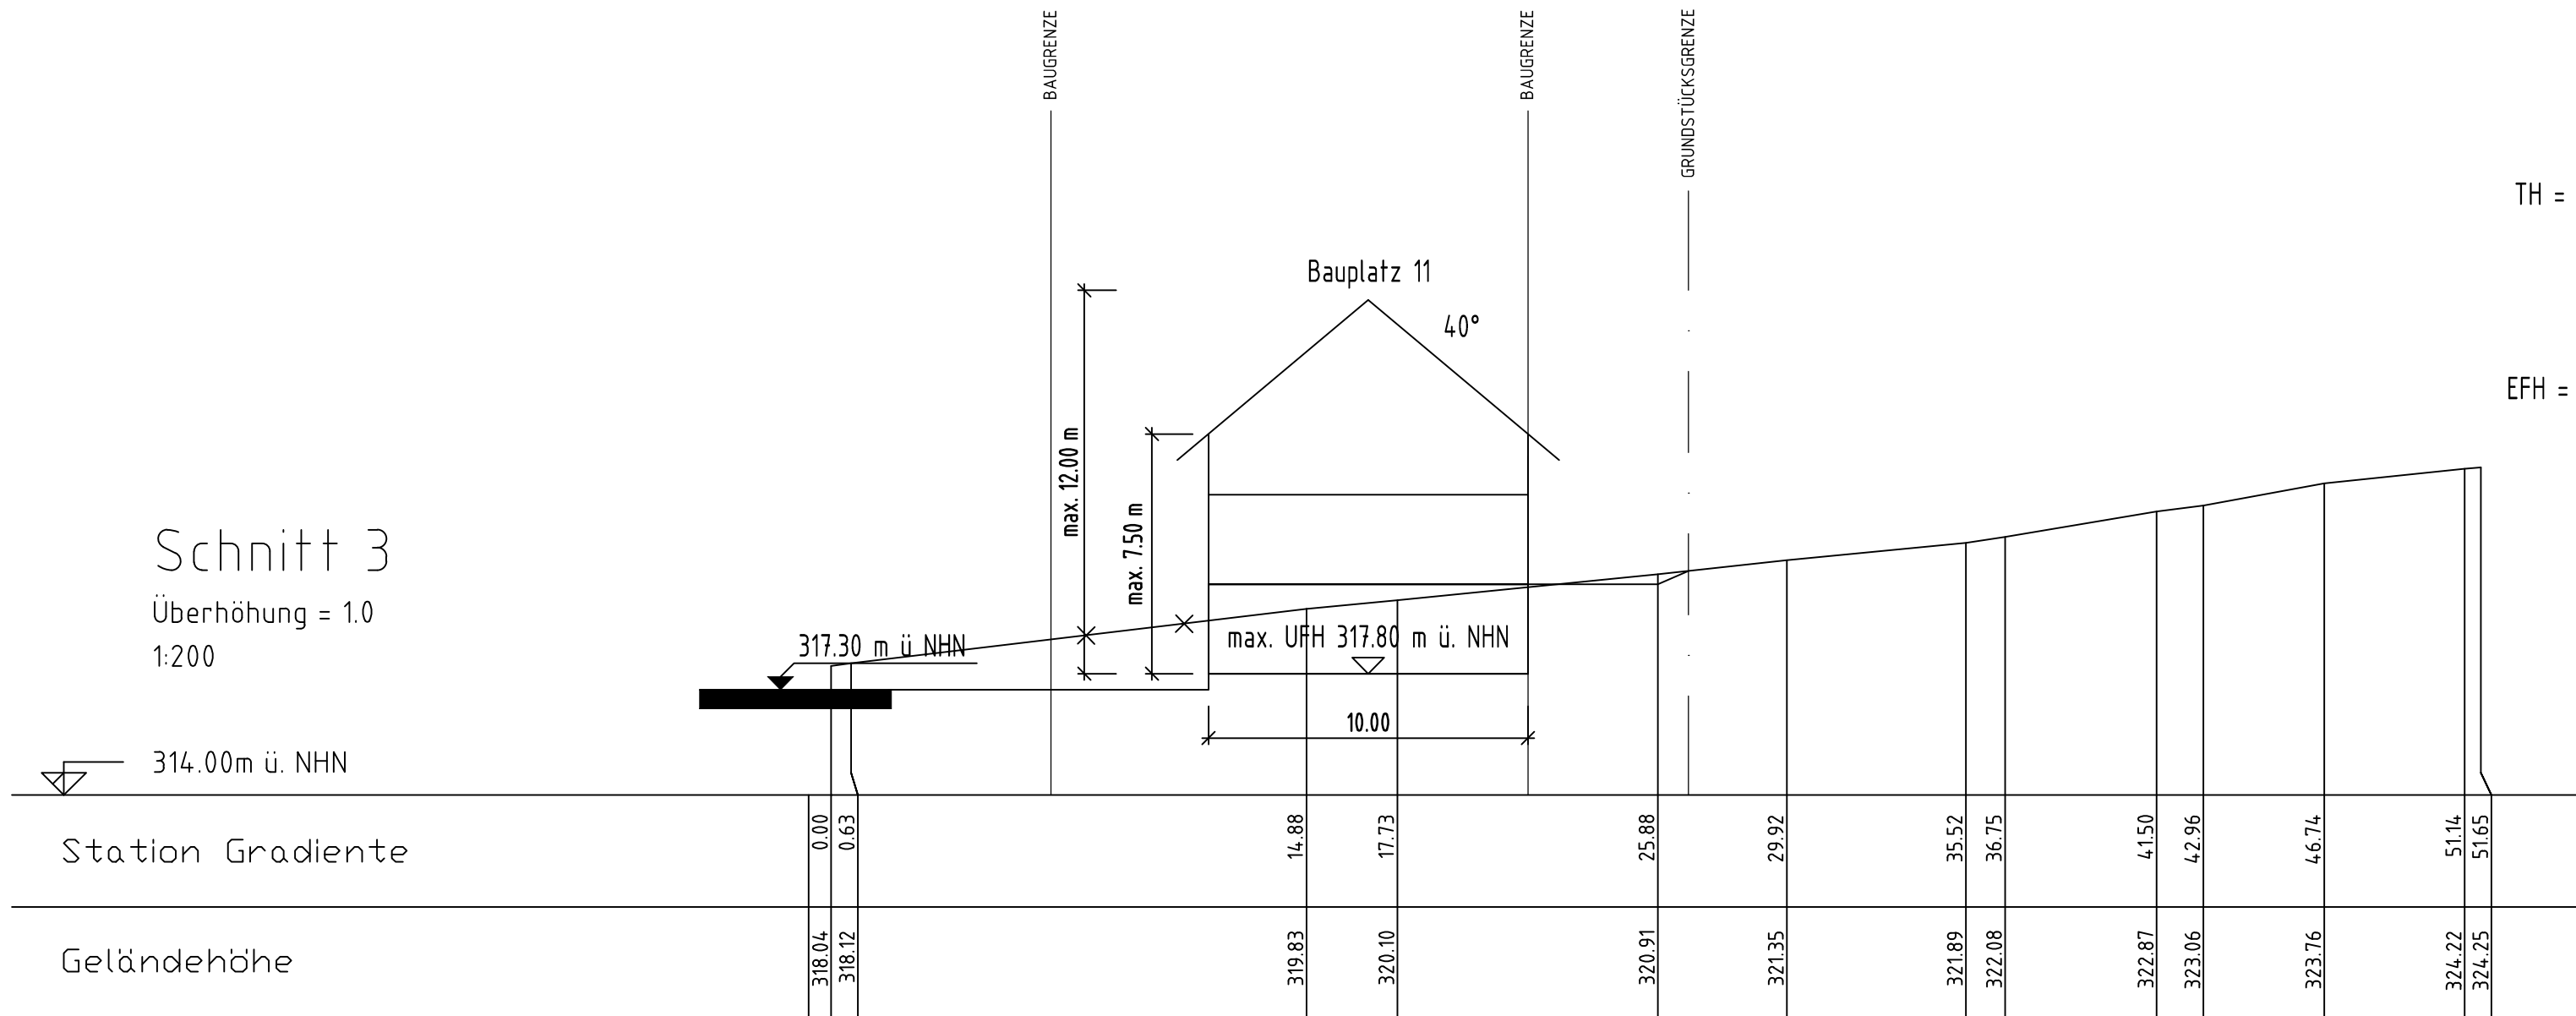 BAUGRENZE
BAUGRENZE
GRUNDSTÜCKSGRENZE
TH =
Bauplatz 11
40°
EFH =
max. 12.00 m
max. 7.50 m
Schnitt 3
Überhöhung = 1.0
1:200
317.30 m ü NHN
max. UFH 317.80 m ü. NHN
10.00
314.00m ü. NHN
Station Gradiente
0.00 0.63 14.88 17.73 25.88 29.92 35.52 36.75 41.50 42.96 46.74 51.14 51.65
Geländehöhe
318.04 318.12 319.83 320.10 320.91 321.35 321.89 322.08 322.87 323.06 323.76 324.22 324.25